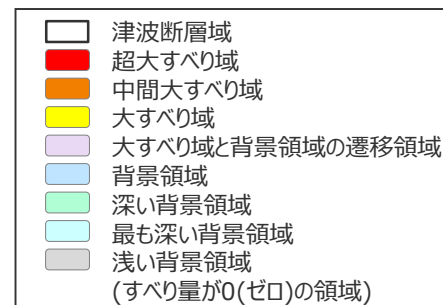 津波断層域
超大すべり域
中間大すべり域
大すべり域
大すべり域と背景領域の遷移領域
背景領域
深い背景領域
最も深い背景領域
浅い背景領域
(すべり量が0(ゼロ)の領域)